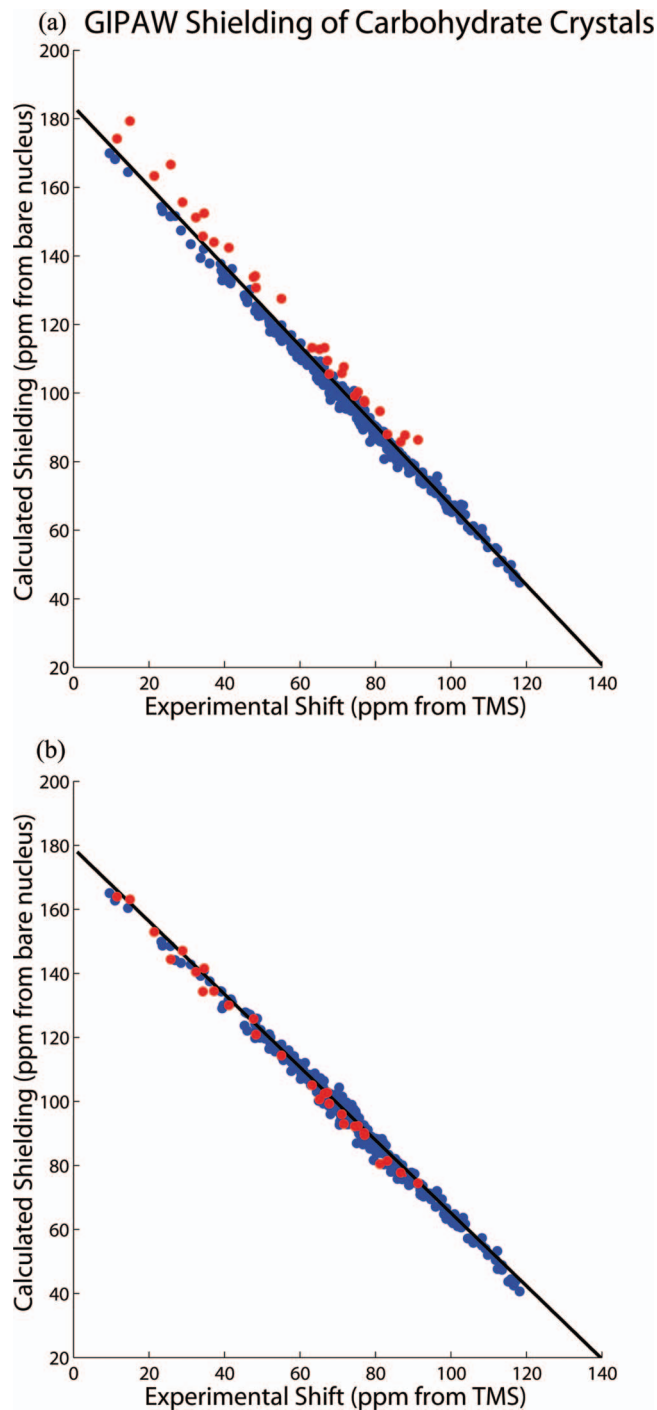 (a) GIPAW Shielding of Carbohydrate Crystals
200
180
160
140
120
100
80
60
40
20
Calculated Shielding (ppm from bare nucleus)
0 20 40 60 80 100 120 140
Experimental Shift (ppm from TMS)
(b)
200
180
160
140
120
100
80
60
40
20
Calculated Shielding (ppm from bare nucleus)
0 20 40 60 80 100 120 140
Experimental Shift (ppm from TMS)